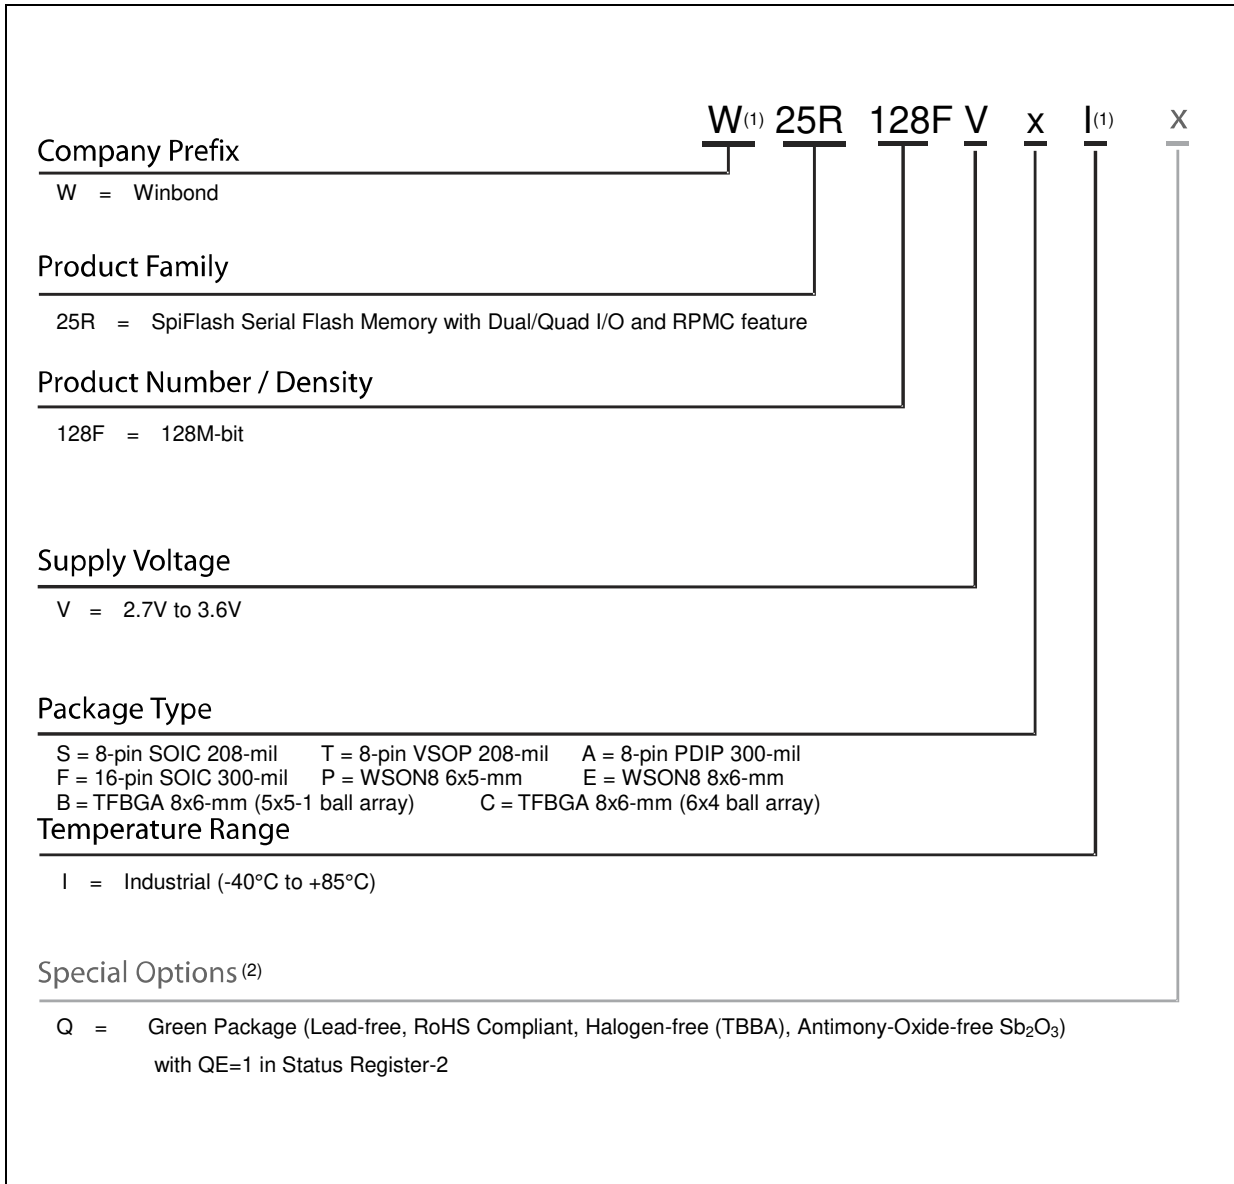 W(1) 25R 128F V x I(1) x
Company Prefix
W = Winbond
Product Family
25R = SpiFlash Serial Flash Memory with Dual/Quad I/O and RPMC feature
Product Number / Density
128F = 128M-bit
Supply Voltage
V = 2.7V to 3.6V
Package Type
S = 8-pin SOIC 208-mil T = 8-pin VSOP 208-mil A = 8-pin PDIP 300-mil
F = 16-pin SOIC 300-mil P = WSON8 6x5-mm E = WSON8 8x6-mm
B = TFBGA 8x6-mm (5x5-1 ball array) C = TFBGA 8x6-mm (6x4 ball array)
Temperature Range
I = Industrial (-40°C to +85°C)
Special Options (2)
Q = Green Package (Lead-free, RoHS Compliant, Halogen-free (TBBA), Antimony-Oxide-free Sb₂O₃)
with QE=1 in Status Register-2